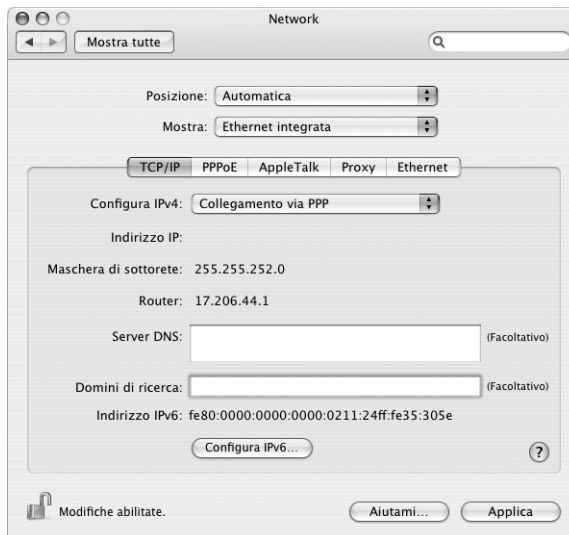 Network
Mostra tutte
Posizione: Automatica
Mostra: Ethernet integrata
TCP/IP PPPoE AppleTalk Proxy Ethernet
Configura IPv4: Collegamento via PPP
Indirizzo IP:
Maschera di sottorete: 255.255.252.0
Router: 17.206.44.1
Server DNS: (Facoltativo)
Domini di ricerca: (Facoltativo)
Indirizzo IPv6: fe80:0000:0000:0000:0211:24ff:fe35:305e
Configura IPv6... ?
Modifiche abilitate. Aiutami... Applica